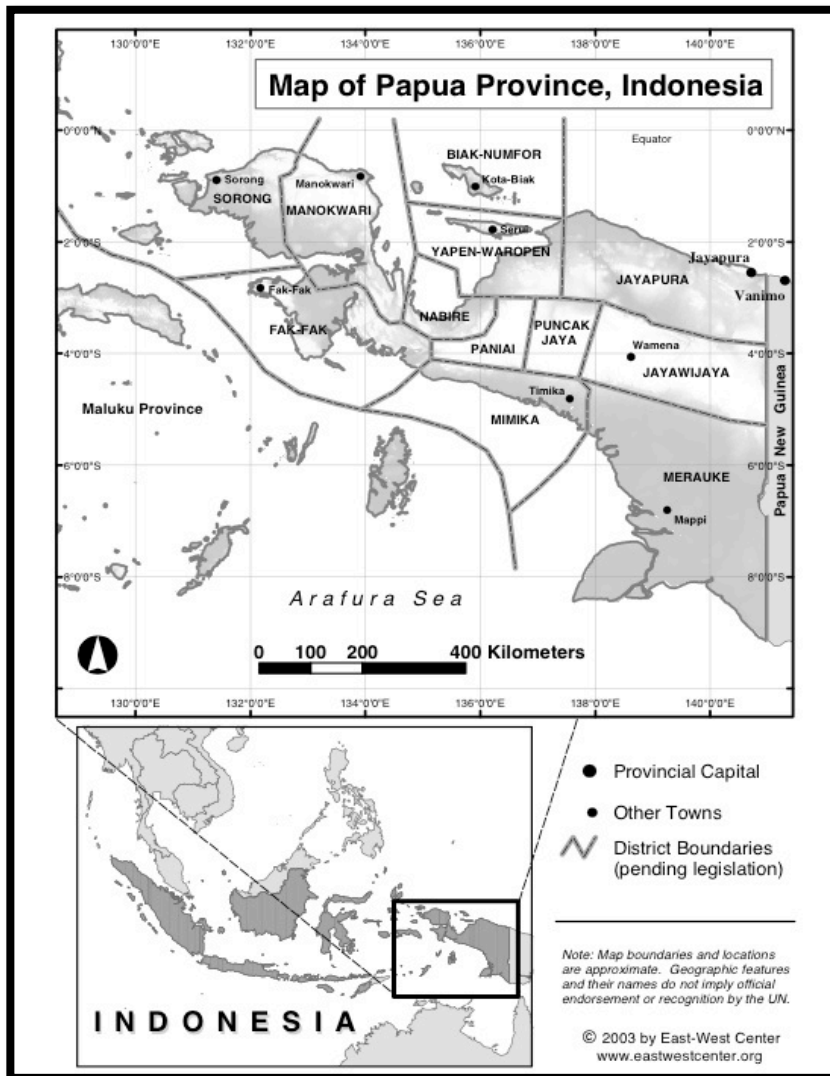 130°0'0"E 132°0'0"E 134°0'0"E 136°0'0"E 138°0'0"E 140°0'0"E
Map of Papua Province, Indonesia
0°0'0"N 0°0'0"N
Equator
BIAK-NUMFOR
Kota-Biak
Sorong
SORONG
Manokwari
MANOKWARI
Serui
YAPEN-WAROPEN
2°0'0"S 2°0'0"S
Jayapura
JAYAPURA
Vanimo
Fak-Fak
FAK-FAK
NABIRE
PUNCAK
JAYA
PANIAI
Wamena
JAYAWIJAYA
4°0'0"S 4°0'0"S
Timika
MIMIKA
Maluku Province
Papua New Guinea
6°0'0"S 6°0'0"S
MERAUKE
Mappi
8°0'0"S 8°0'0"S
Arafura Sea
0 100 200 400 Kilometers
130°0'0"E 132°0'0"E 134°0'0"E 136°0'0"E 138°0'0"E 140°0'0"E
Provincial Capital
Other Towns
District Boundaries
(pending legislation)
INDONESIA
Note: Map boundaries and locations
are approximate. Geographic features
and their names do not imply official
endorsement or recognition by the UN.
© 2003 by East-West Center
www.eastwestcenter.org